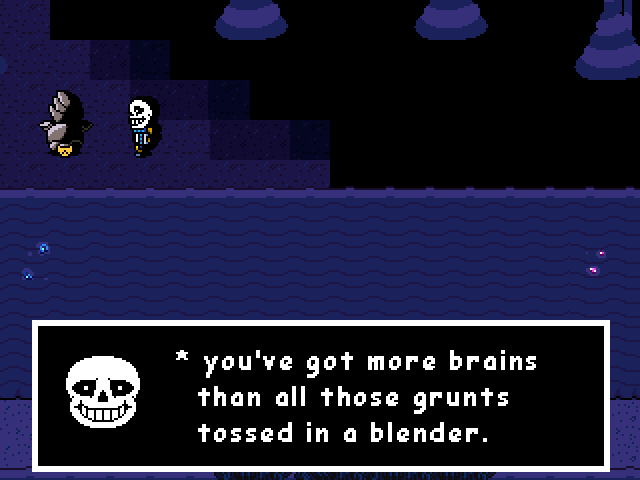 * you've got more brains
than all those grunts
tossed in a blender.